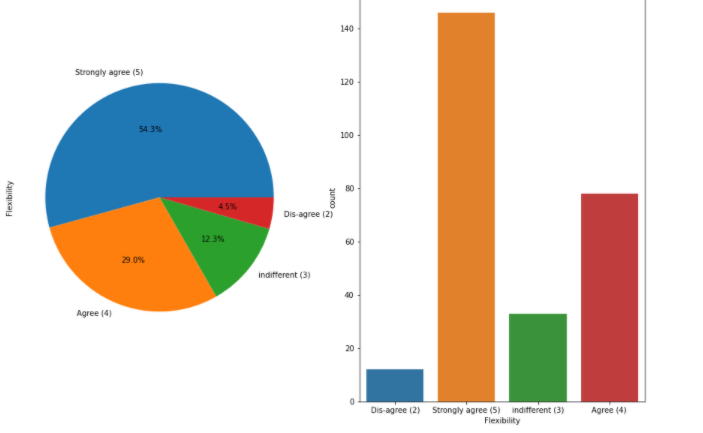 Strongly agree (5)
54.3%
Flexibility
4.5%
Dis-agree (2)
12.3%
29.0%
indifferent (3)
Agree (4)
140
120
100
80
60
40
20
0
count
Dis-agree (2) Strongly agree (5) indifferent (3) Agree (4)
Flexibility